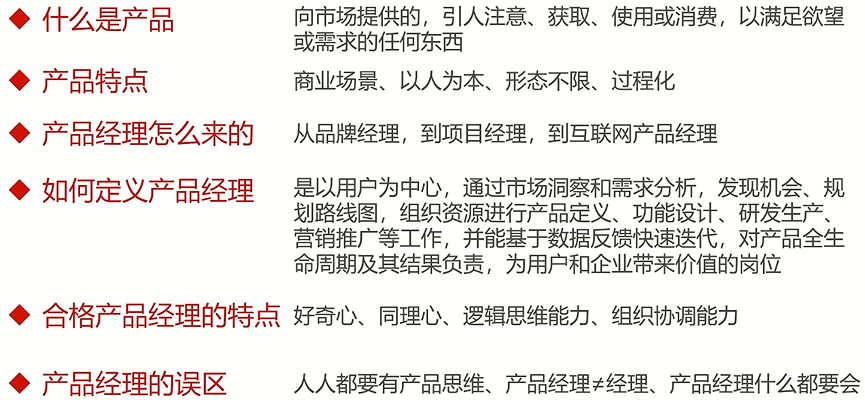 什么是产品
向市场提供的，引人注意、获取、使用或消费，以满足欲望
或需求的任何东西
产品特点
商业场景、以人为本、形态不限、过程化
产品经理怎么来的
从品牌经理，到项目经理，到互联网产品经理
如何定义产品经理
是以用户为中心，通过市场洞察和需求分析，发现机会、规
划路线图，组织资源进行产品定义、功能设计、研发生产、
营销推广等工作，并能基于数据反馈快速迭代，对产品全生
命周期及其结果负责，为用户和企业带来价值的岗位
合格产品经理的特点
好奇心、同理心、逻辑思维能力、组织协调能力
产品经理的误区
人人都要有产品思维、产品经理≠经理、产品经理什么都要会